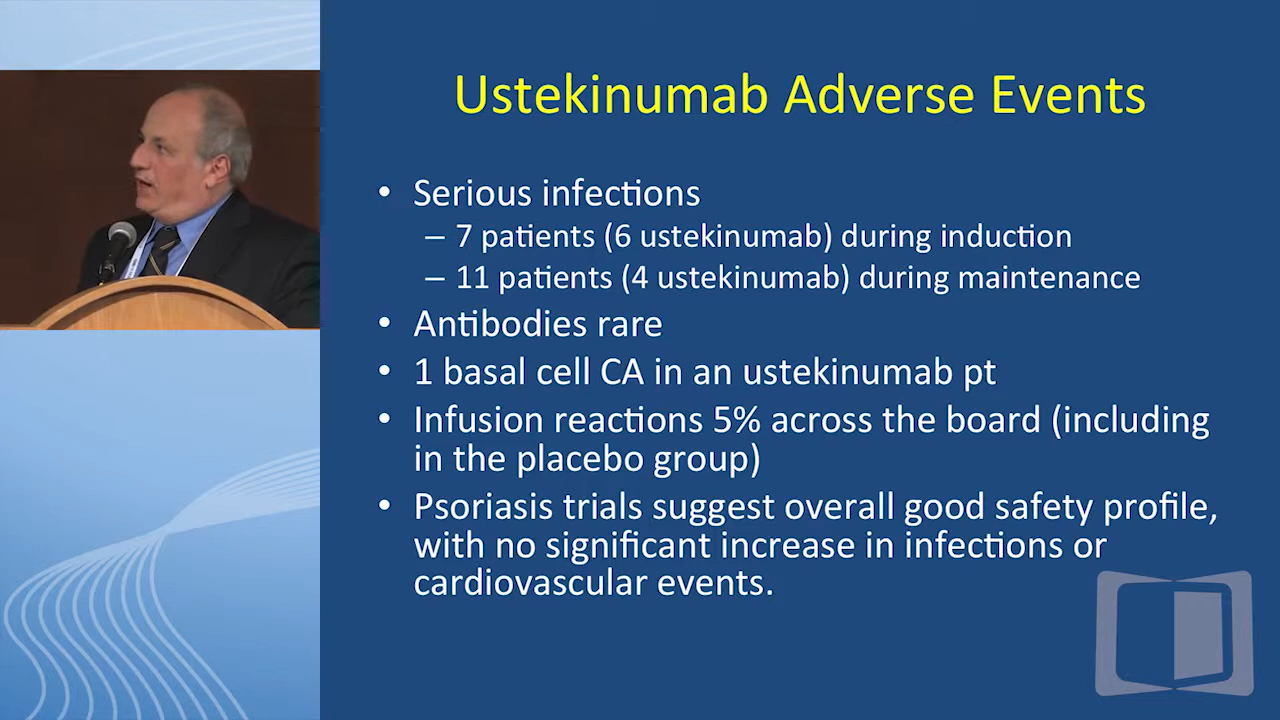 Ustekinumab Adverse Events
• Serious infections
– 7 patients (6 ustekinumab) during induction
– 11 patients (4 ustekinumab) during maintenance
• Antibodies rare
• 1 basal cell CA in an ustekinumab pt
• Infusion reactions 5% across the board (including
in the placebo group)
• Psoriasis trials suggest overall good safety profile,
with no significant increase in infections or
cardiovascular events.